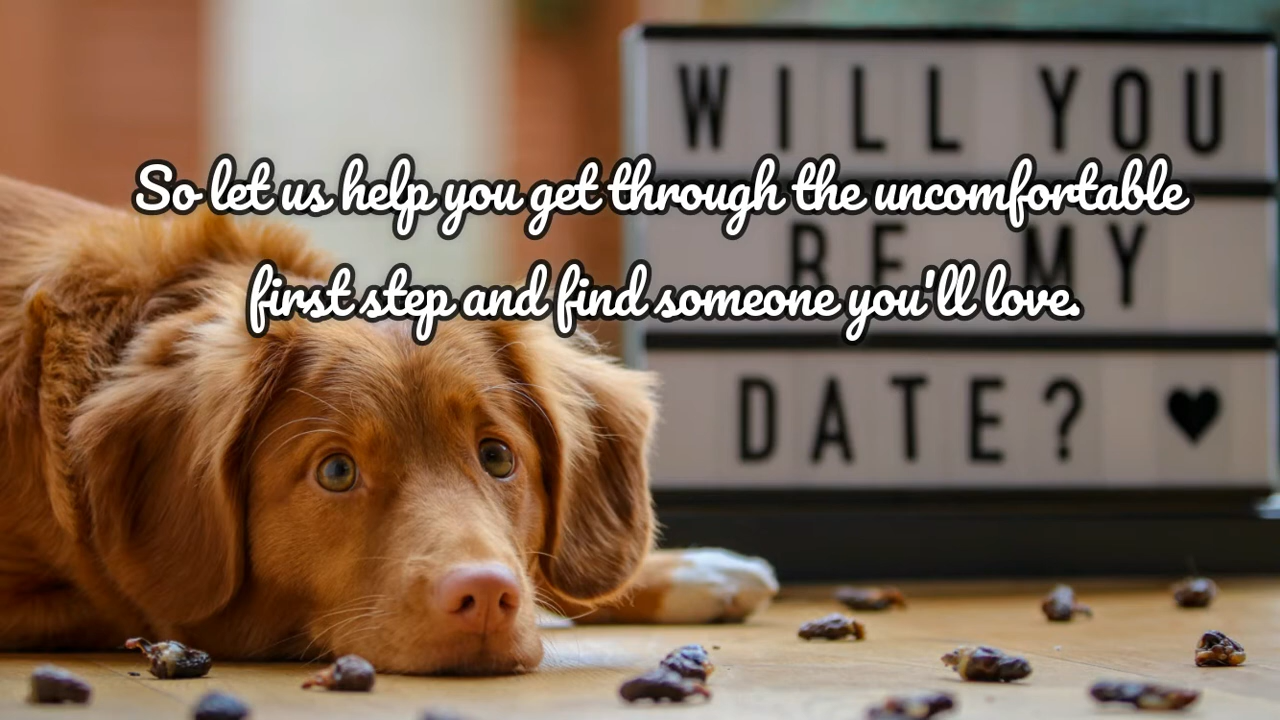 WILL YOU
So let us help you get through the uncomfortable
BE MY
first step and find someone you'll love.
DATE? ♥